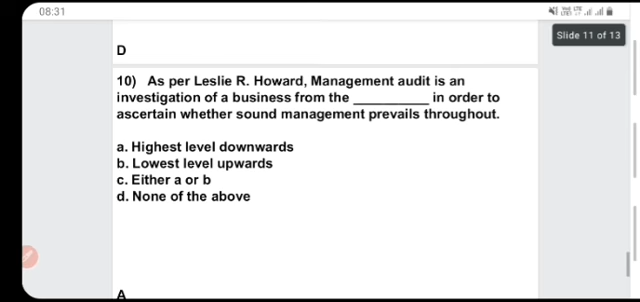 08:31
Slide 11 of 13
D
10) As per Leslie R. Howard, Management audit is an
investigation of a business from the __________ in order to
ascertain whether sound management prevails throughout.
a. Highest level downwards
b. Lowest level upwards
c. Either a or b
d. None of the above
A